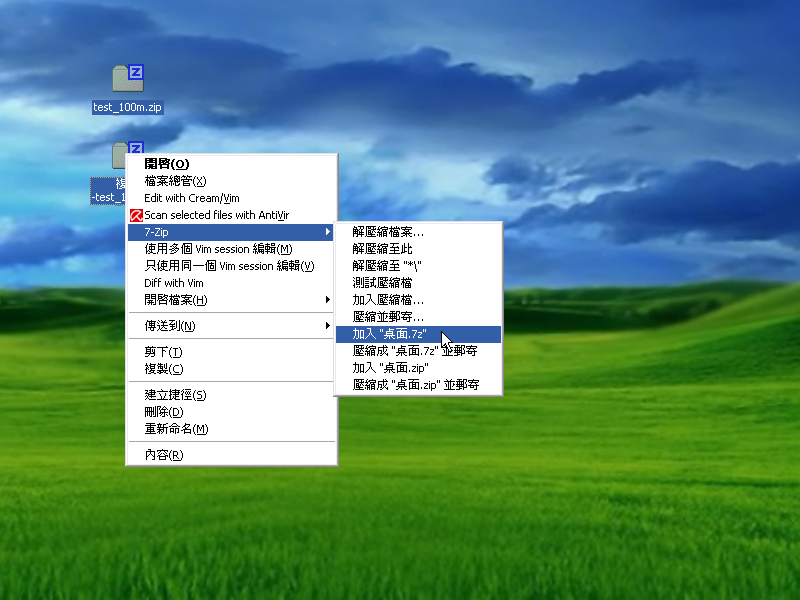 test_100m.zip
複
-test_1
開啓(O)
檔案總管(X)
Edit with Cream/Vim
Scan selected files with AntiVir
7-Zip
使用多個 Vim session 編輯(M)
只使用同一個 Vim session 編輯(V)
Diff with Vim
開啓檔案(H)
傳送到(N)
剪下(T)
複製(C)
建立捷徑(S)
刪除(D)
重新命名(M)
內容(R)
解壓縮檔案...
解壓縮至此
解壓縮至 "*\"
測試壓縮檔
加入壓縮檔...
壓縮並郵寄...
加入 "桌面.7z"
壓縮成 "桌面.7z" 並郵寄
加入 "桌面.zip"
壓縮成 "桌面.zip" 並郵寄